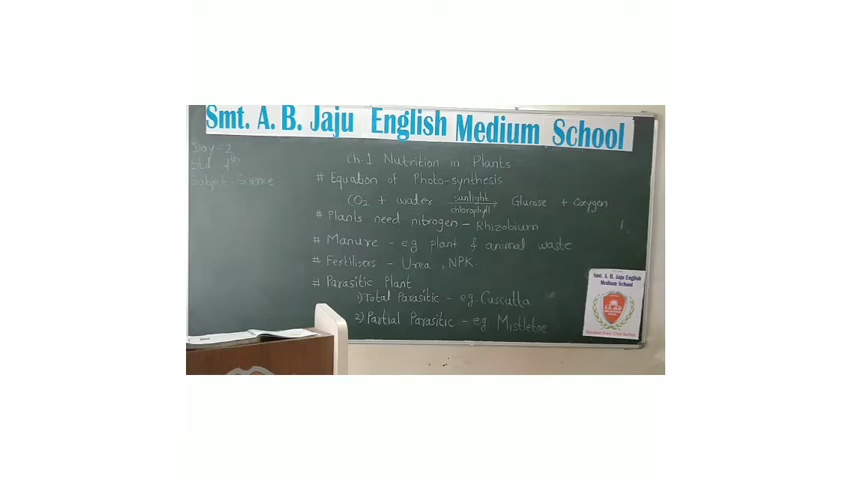 Smt. A. B. Jaju English Medium School
Day-2
Std. 7th
Subject-Science
Ch.1 Nutrition in Plants
# Equation of Photo-synthesis
CO2 + water sunlight/chlorophyll → Glucose + Oxygen
# Plants need nitrogen - Rhizobium
# Manure - eg plant & animal waste
# Fertilisers - Urea, NPK
# Parasitic Plant
1) Total Parasitic - eg. Cuscutta
2) Partial Parasitic - eg. Mistletoe
Smt. A. B. Jaju English
Medium School